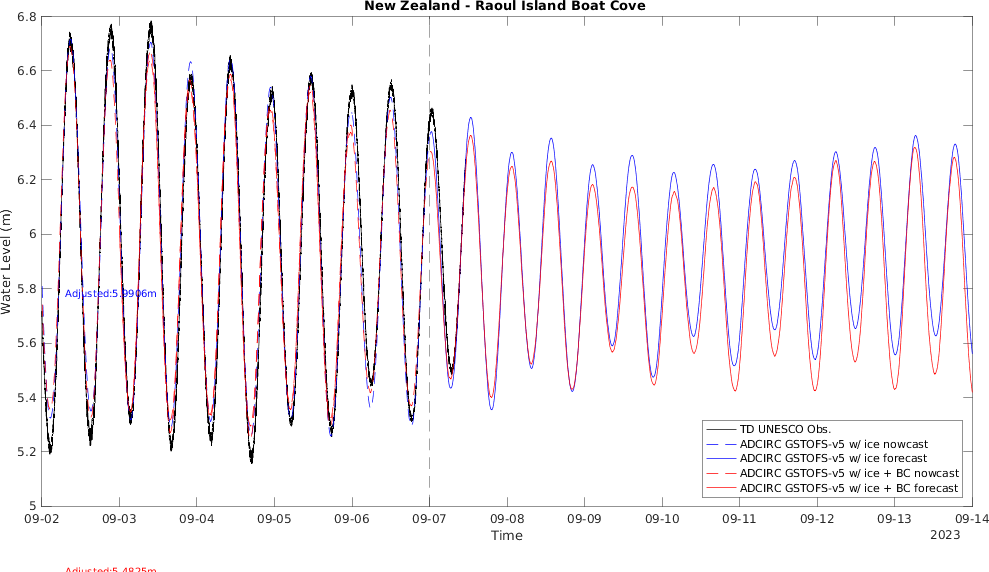 New Zealand - Raoul Island Boat Cove
6.8
6.6
6.4
6.2
6
5.8
5.6
5.4
5.2
5
Water Level (m)
Adjusted:5.9906m
TD UNESCO Obs.
ADCIRC GSTOFS-v5 w/ ice nowcast
ADCIRC GSTOFS-v5 w/ ice forecast
ADCIRC GSTOFS-v5 w/ ice + BC nowcast
ADCIRC GSTOFS-v5 w/ ice + BC forecast
09-02 09-03 09-04 09-05 09-06 09-07 09-08 09-09 09-10 09-11 09-12 09-13 09-14
Time
2023
Adjusted:5.4825m